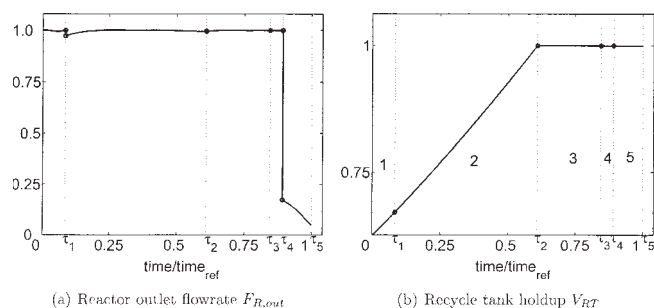 1.0
0.75
0.50
0.25
0
0 τ1 0.25 0.5 τ2 0.75 τ3 τ4 1 τ5
time/time_ref
(a) Reactor outlet flowrate F_R,out
1
0.75
1 2 3 4 5
0 τ1 0.25 0.5 τ2 0.75 τ3 τ4 1 τ5
time/time_ref
(b) Recycle tank holdup V_RT